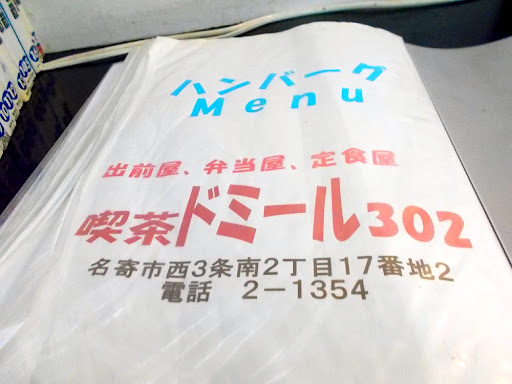 ハンバーグ
Menu
出前屋、弁当屋、定食屋
喫茶ドミール302
名寄市西3条南2丁目17番地2
電話 2-1354